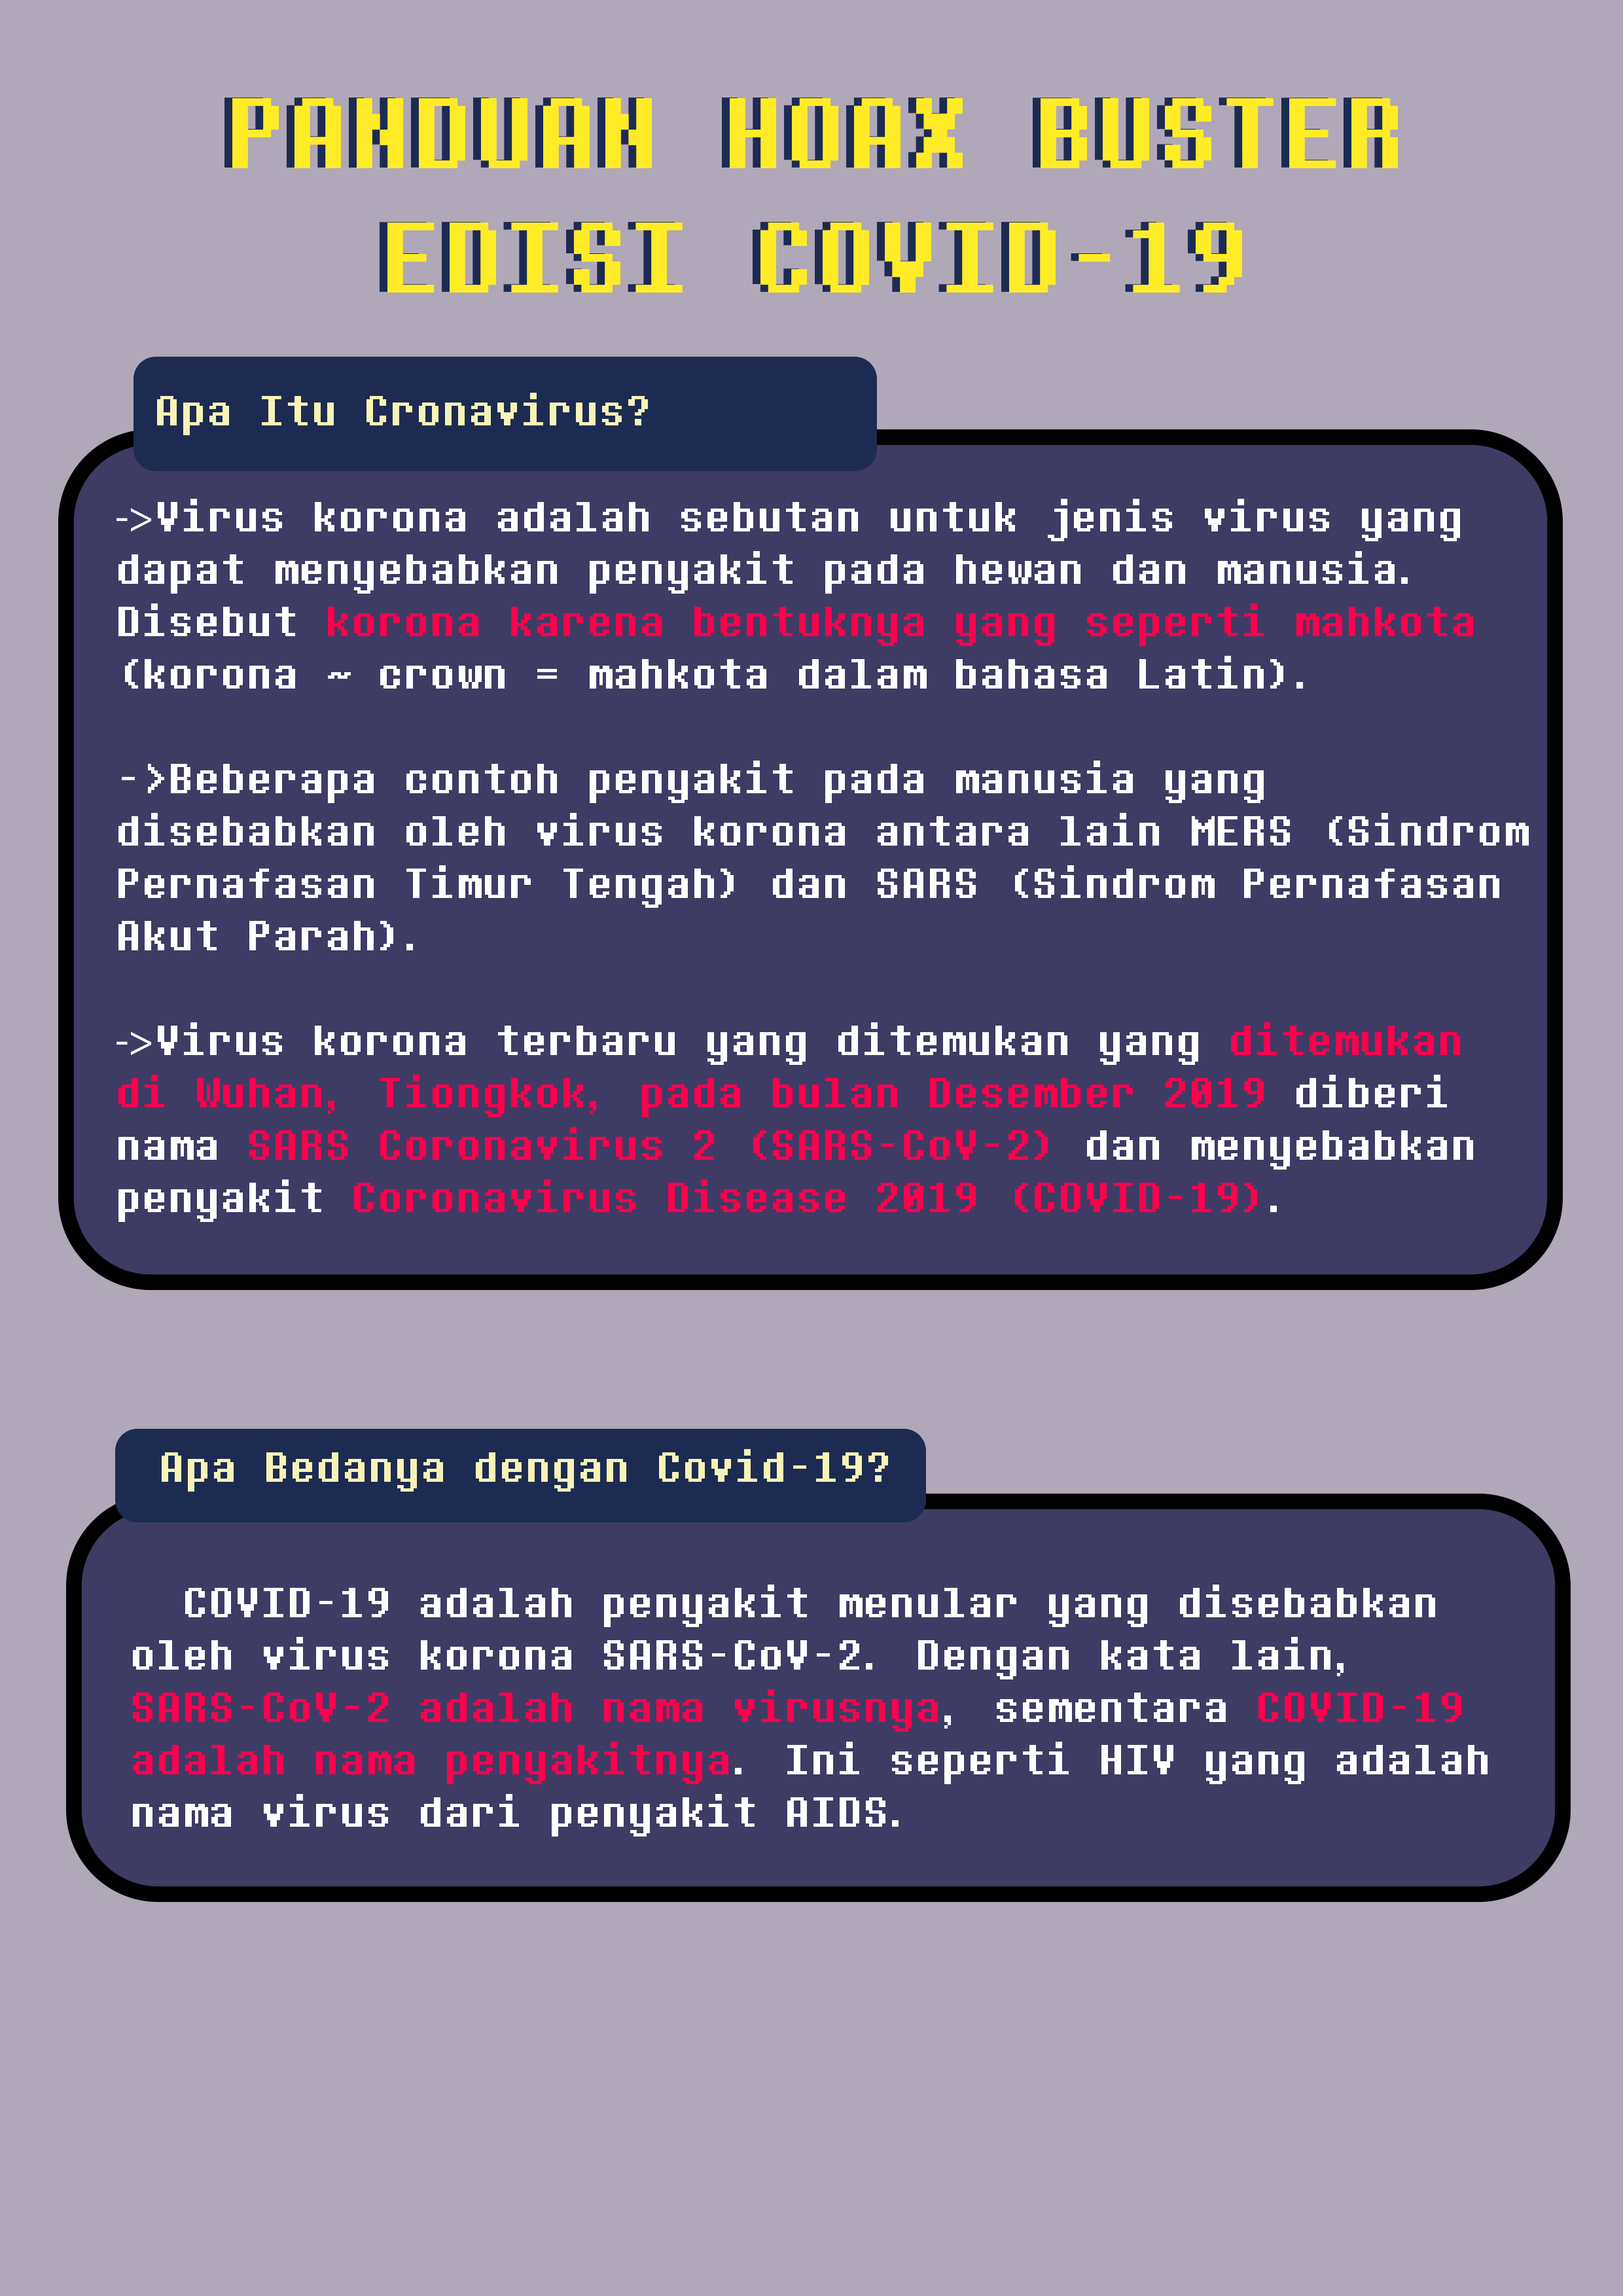 PANDUAN HOAX BUSTER
EDISI COVID-19
Apa Itu Cronavirus?
->Virus korona adalah sebutan untuk jenis virus yang
dapat menyebabkan penyakit pada hewan dan manusia.
Disebut korona karena bentuknya yang seperti mahkota
(korona ~ crown = mahkota dalam bahasa Latin).
->Beberapa contoh penyakit pada manusia yang
disebabkan oleh virus korona antara lain MERS (Sindrom
Pernafasan Timur Tengah) dan SARS (Sindrom Pernafasan
Akut Parah).
->Virus korona terbaru yang ditemukan yang ditemukan
di Wuhan, Tiongkok, pada bulan Desember 2019 diberi
nama SARS Coronavirus 2 (SARS-CoV-2) dan menyebabkan
penyakit Coronavirus Disease 2019 (COVID-19).
Apa Bedanya dengan Covid-19?
COVID-19 adalah penyakit menular yang disebabkan
oleh virus korona SARS-CoV-2. Dengan kata lain,
SARS-CoV-2 adalah nama virusnya, sementara COVID-19
adalah nama penyakitnya. Ini seperti HIV yang adalah
nama virus dari penyakit AIDS.